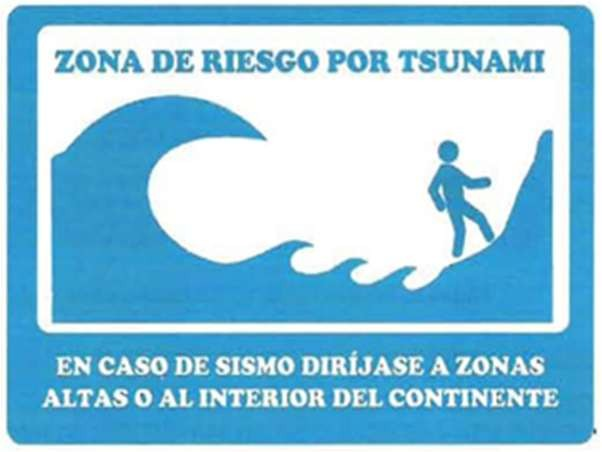 ZONA DE RIESGO POR TSUNAMI
EN CASO DE SISMO DIRÍJASE A ZONAS
ALTAS O AL INTERIOR DEL CONTINENTE